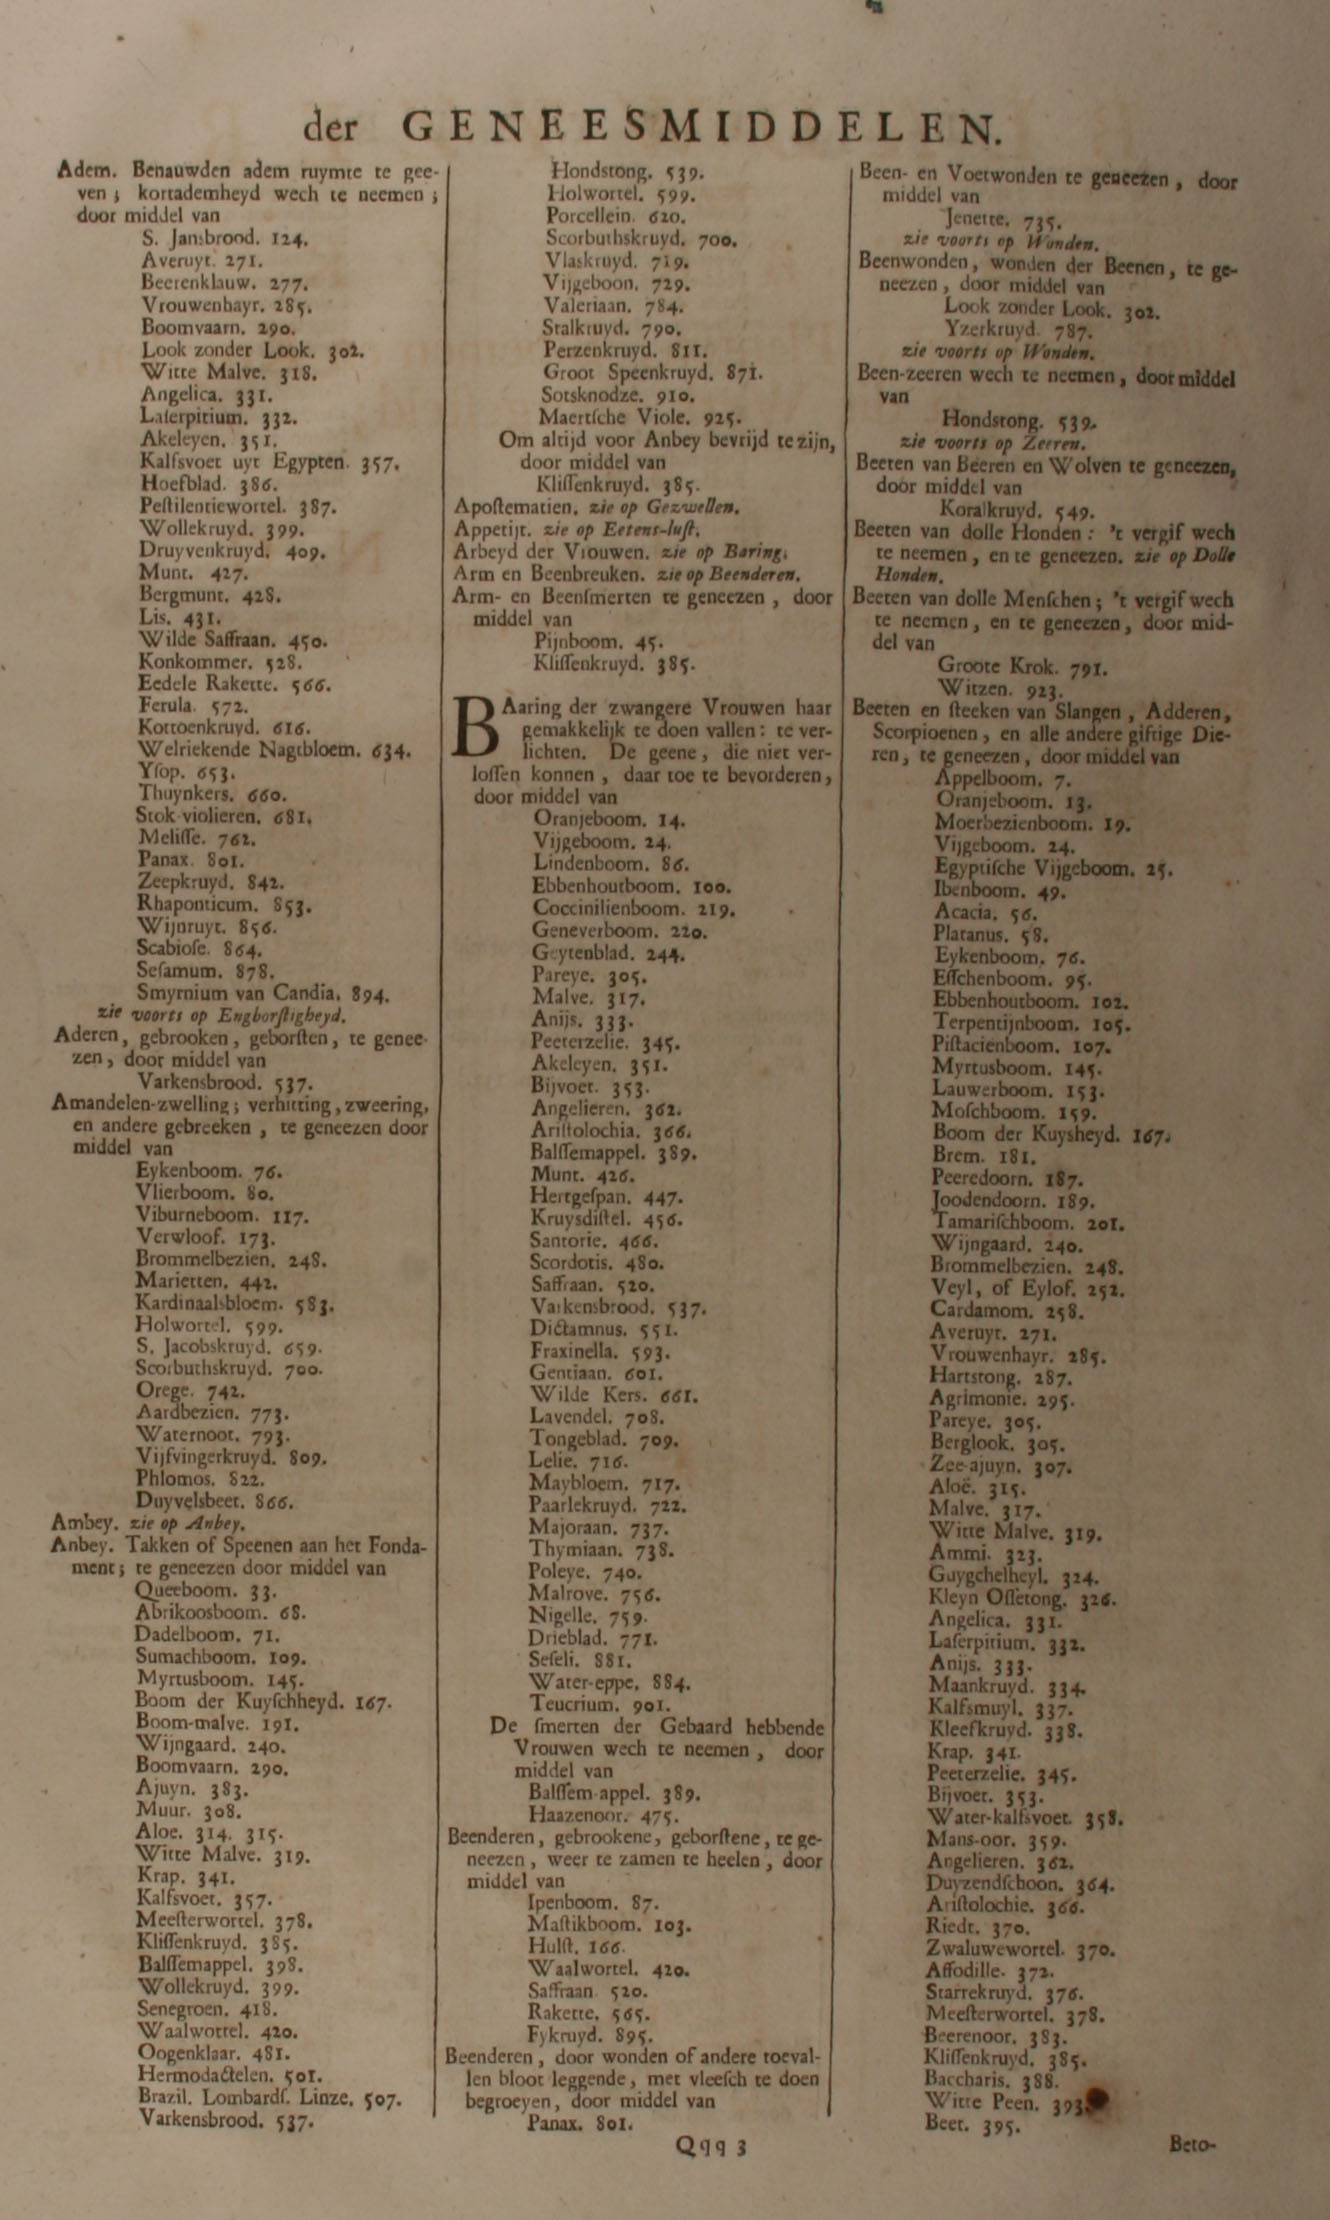 der GENEESMIDDELEN.
Adem. Benauwden adem ruymte te gee-
ven; kortademheyd wech te neemen;
door middel van
S. Jansbrood. 124.
Averuyt. 271.
Beerenklauw. 277.
Vrouwenhayr. 285.
Boomvaarn. 290.
Look zonder Look. 302.
Witte Malve. 318.
Angelica. 331.
Laſerpitium. 332.
Akeleyen. 351.
Kalfsvoet uyt Egypten. 357.
Hoefblad. 386.
Peſtilentiewortel. 387.
Wollekruyd. 399.
Druyvenkruyd. 409.
Munt. 427.
Bergmunt. 428.
Lis. 431.
Wilde Saffraan. 450.
Konkommer. 528.
Eedele Rakette. 566.
Ferula. 572.
Kottoenkruyd. 616.
Welriekende Nagtbloem. 634.
Yſop. 653.
Thuynkers. 660.
Stok-violieren. 681.
Meliſſe. 762.
Panax. 801.
Zeepkruyd. 842.
Rhaponticum. 853.
Wijnruyt. 856.
Scabioſe. 864.
Seſamum. 878.
Smyrnium van Candia. 894.
zie voorts op Engborſtigheyd.
Aderen, gebrooken, geborſten, te genee-
zen, door middel van
Varkensbrood. 537.
Amandelen-zwelling; verhitting, zweering,
en andere gebreeken, te geneezen door
middel van
Eykenboom. 76.
Vlierboom. 80.
Viburneboom. 117.
Verwloof. 173.
Brommelbezien. 248.
Marietten. 442.
Kardinaalsbloem. 583.
Holwortel. 599.
S. Jacobskruyd. 659.
Scorbuthskruyd. 700.
Orege. 742.
Aardbezien. 773.
Waternoot. 793.
Vijfvingerkruyd. 809.
Phlomos. 822.
Duyvelsbeet. 866.
Ambey. zie op Anbey.
Anbey. Takken of Speenen aan het Fonda-
ment; te geneezen door middel van
Queeboom. 33.
Abrikoosboom. 68.
Dadelboom. 71.
Sumachboom. 109.
Myrtusboom. 145.
Boom der Kuyſchheyd. 167.
Boom-malve. 191.
Wijngaard. 240.
Boomvaarn. 290.
Ajuyn. 383.
Muur. 308.
Aloe. 314. 315.
Witte Malve. 319.
Krap. 341.
Kalfsvoet. 357.
Meeſterwortel. 378.
Kliſſenkruyd. 385.
Balſſemappel. 398.
Wollekruyd. 399.
Senegroen. 418.
Waalwortel. 420.
Oogenklaar. 481.
Hermodactelen. 501.
Brazil. Lombardſ. Linze. 507.
Varkensbrood. 537.
Hondstong. 539.
Holwortel. 599.
Porcellein. 620.
Scorbuthskruyd. 700.
Vlaskruyd. 719.
Vijgeboon. 729.
Valeriaan. 784.
Stalkruyd. 790.
Perzenkruyd. 811.
Groot Speenkruyd. 871.
Sotsknodze. 910.
Maertſche Viole. 925.
Om altijd voor Anbey bevrijd te zijn,
door middel van
Kliſſenkruyd. 385.
Apoſtematien. zie op Gezwellen.
Appetijt. zie op Eetens-luſt.
Arbeyd der Vrouwen. zie op Baring.
Arm en Beenbreuken. zie op Beenderen.
Arm- en Beenſmerten te geneezen, door
middel van
Pijnboom. 45.
Kliſſenkruyd. 385.
BAaring der zwangere Vrouwen haar
gemakkelijk te doen vallen: te ver-
lichten. De geene, die niet ver-
loſſen konnen, daar toe te bevorderen,
door middel van
Oranjeboom. 14.
Vijgeboom. 24.
Lindenboom. 86.
Ebbenhoutboom. 100.
Coccinilienboom. 219.
Geneverboom. 220.
Geytenblad. 244.
Pareye. 305.
Malve. 317.
Anijs. 333.
Peeterzelie. 345.
Akeleyen. 351.
Bijvoet. 353.
Angelieren. 362.
Ariſtolochia. 366.
Balſſemappel. 389.
Munt. 426.
Hertgeſpan. 447.
Kruysdiſtel. 456.
Santorie. 466.
Scordotis. 480.
Saffraan. 520.
Varkensbrood. 537.
Dictamnus. 551.
Fraxinella. 593.
Gentiaan. 601.
Wilde Kers. 661.
Lavendel. 708.
Tongeblad. 709.
Lelie. 716.
Maybloem. 717.
Paarlekruyd. 722.
Majoraan. 737.
Thymiaan. 738.
Poleye. 740.
Malrove. 756.
Nigelle. 759.
Drieblad. 771.
Seſeli. 881.
Water-eppe. 884.
Teucrium. 901.
De ſmerten der Gebaard hebbende
Vrouwen wech te neemen, door
middel van
Balſſem-appel. 389.
Haazenoor. 475.
Beenderen, gebrookene, geborſtene, te ge-
neezen, weer te zamen te heelen, door
middel van
Ipenboom. 87.
Maſtikboom. 103.
Hulſt. 166.
Waalwortel. 420.
Saffraan. 520.
Rakette. 565.
Fykruyd. 895.
Beenderen, door wonden of andere toeval-
len bloot leggende, met vleeſch te doen
begroeyen, door middel van
Panax. 801.
Been- en Voetwonden te geneezen, door
middel van
Jenette. 735.
zie voorts op Wonden.
Beenwonden, wonden der Beenen, te ge-
neezen, door middel van
Look zonder Look. 302.
Yzerkruyd. 787.
zie voorts op Wonden.
Been-zeeren wech te neemen, door middel
van
Hondstong. 539.
zie voorts op Zeeren.
Beeten van Beeren en Wolven te geneezen,
door middel van
Koralkruyd. 549.
Beeten van dolle Honden: 't vergif wech
te neemen, en te geneezen. zie op Dolle
Honden.
Beeten van dolle Menſchen; 't vergif wech
te neemen, en te geneezen, door mid-
del van
Groote Krok. 791.
Witzen. 923.
Beeten en ſteeken van Slangen, Adderen,
Scorpioenen, en alle andere giftige Die-
ren, te geneezen, door middel van
Appelboom. 7.
Oranjeboom. 13.
Moerbezienboom. 19.
Vijgeboom. 24.
Egyptiſche Vijgeboom. 25.
Ibenboom. 49.
Acacia. 56.
Platanus. 58.
Eykenboom. 76.
Eſſchenboom. 95.
Ebbenhoutboom. 102.
Terpentijnboom. 105.
Piſtacienboom. 107.
Myrtusboom. 145.
Lauwerboom. 153.
Moſchboom. 159.
Boom der Kuysheyd. 167.
Brem. 181.
Peeredoorn. 187.
Joodendoorn. 189.
Tamariſchboom. 201.
Wijngaard. 240.
Brommelbezien. 248.
Veyl, of Eylof. 252.
Cardamom. 258.
Averuyt. 271.
Vrouwenhayr. 285.
Hartstong. 287.
Agrimonie. 295.
Pareye. 305.
Berglook. 305.
Zee-ajuyn. 307.
Aloë. 315.
Malve. 317.
Witte Malve. 319.
Ammi. 323.
Guygchelheyl. 324.
Kleyn Oſſetong. 326.
Angelica. 331.
Laſerpitium. 332.
Anijs. 333.
Maankruyd. 334.
Kalfsmuyl. 337.
Kleefkruyd. 338.
Krap. 341.
Peeterzelie. 345.
Bijvoet. 353.
Water-kalfsvoet. 358.
Mans-oor. 359.
Angelieren. 362.
Duyzendſchoon. 364.
Ariſtolochie. 366.
Riedt. 370.
Zwaluwewortel. 370.
Affodille. 372.
Starrekruyd. 376.
Meeſterwortel. 378.
Beerenoor. 383.
Kliſſenkruyd. 385.
Baccharis. 388.
Witte Peen. 393.
Beet. 395.
Qqq 3
Beto-